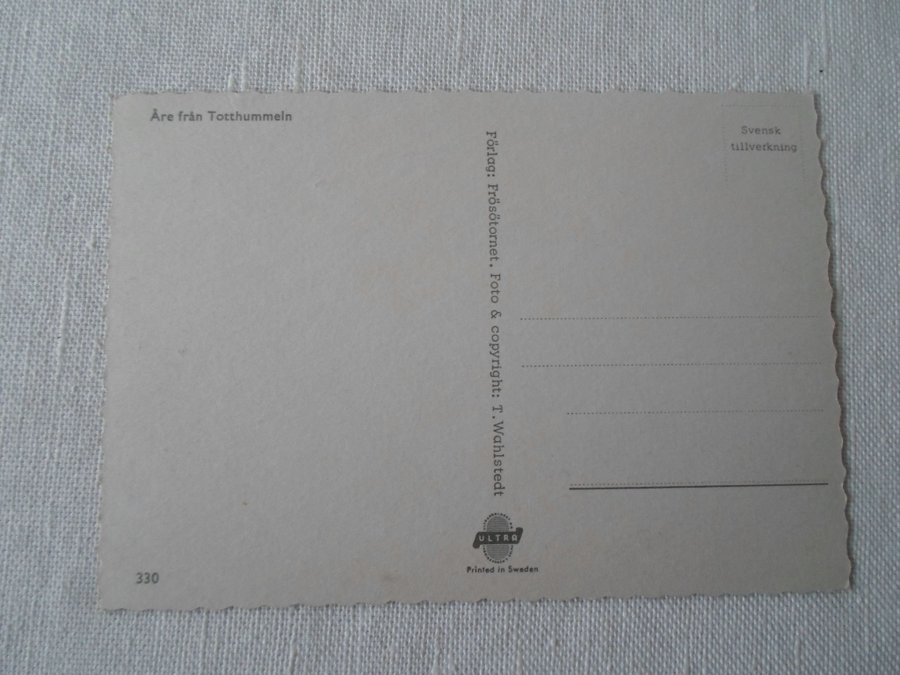 Åre från Totthummeln
Svensk
tillverkning
Förlag: Frösötornet. Foto & copyright: T. Wahlstedt
ULTRA
Printed in Sweden
330